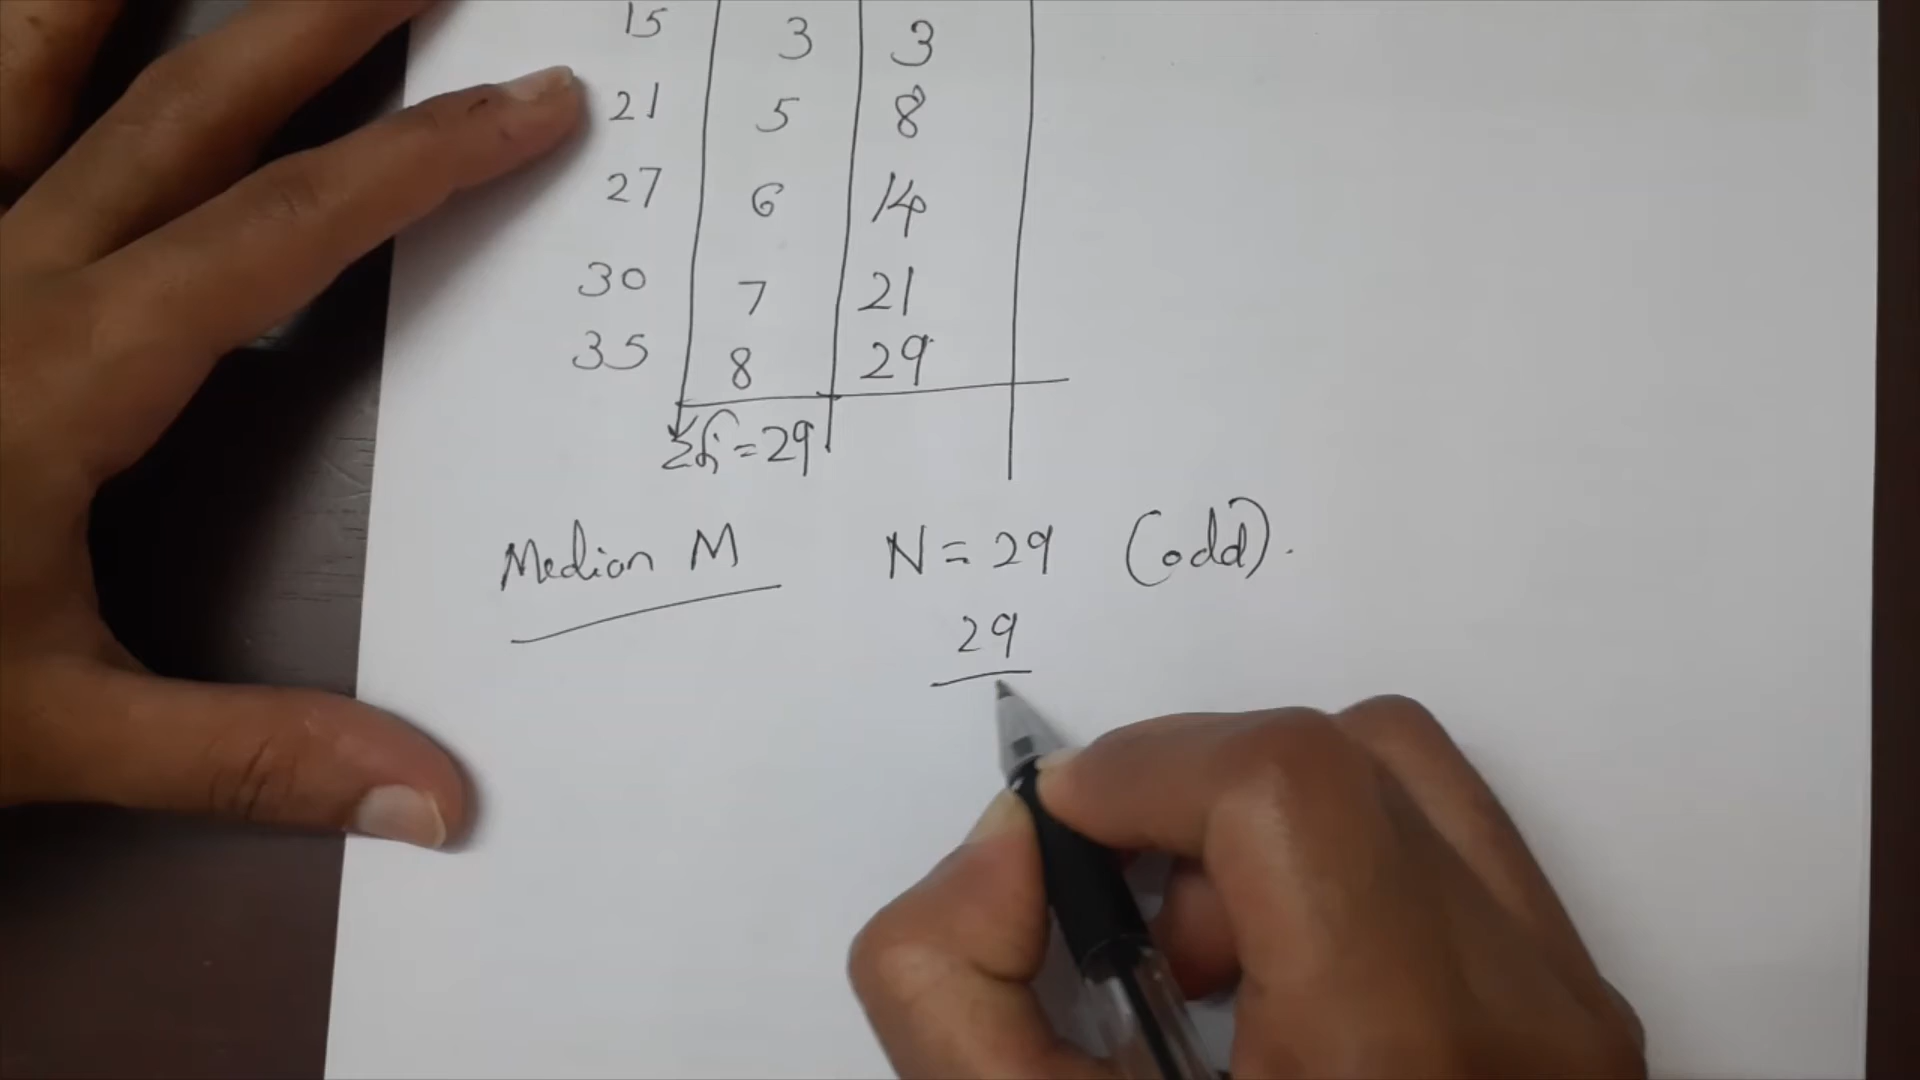 15 3 3
21 5 8
27 6 14
30 7 21
35 8 29
Σfi = 29
Median M N = 29 (odd).
29